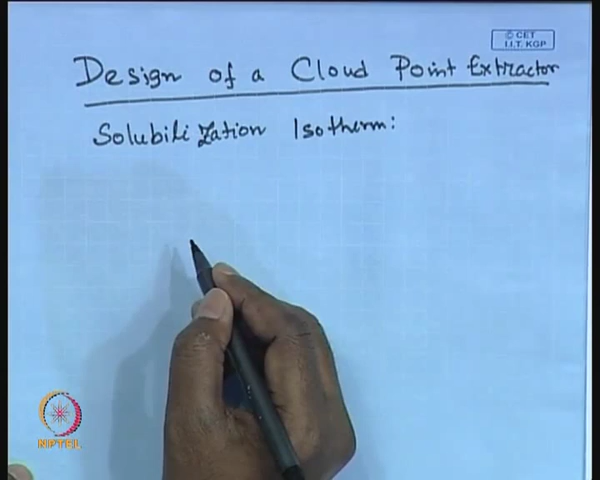 © CET
I.I.T. KGP
Design of a Cloud Point Extractor
Solubilization Isotherm:
NPTEL